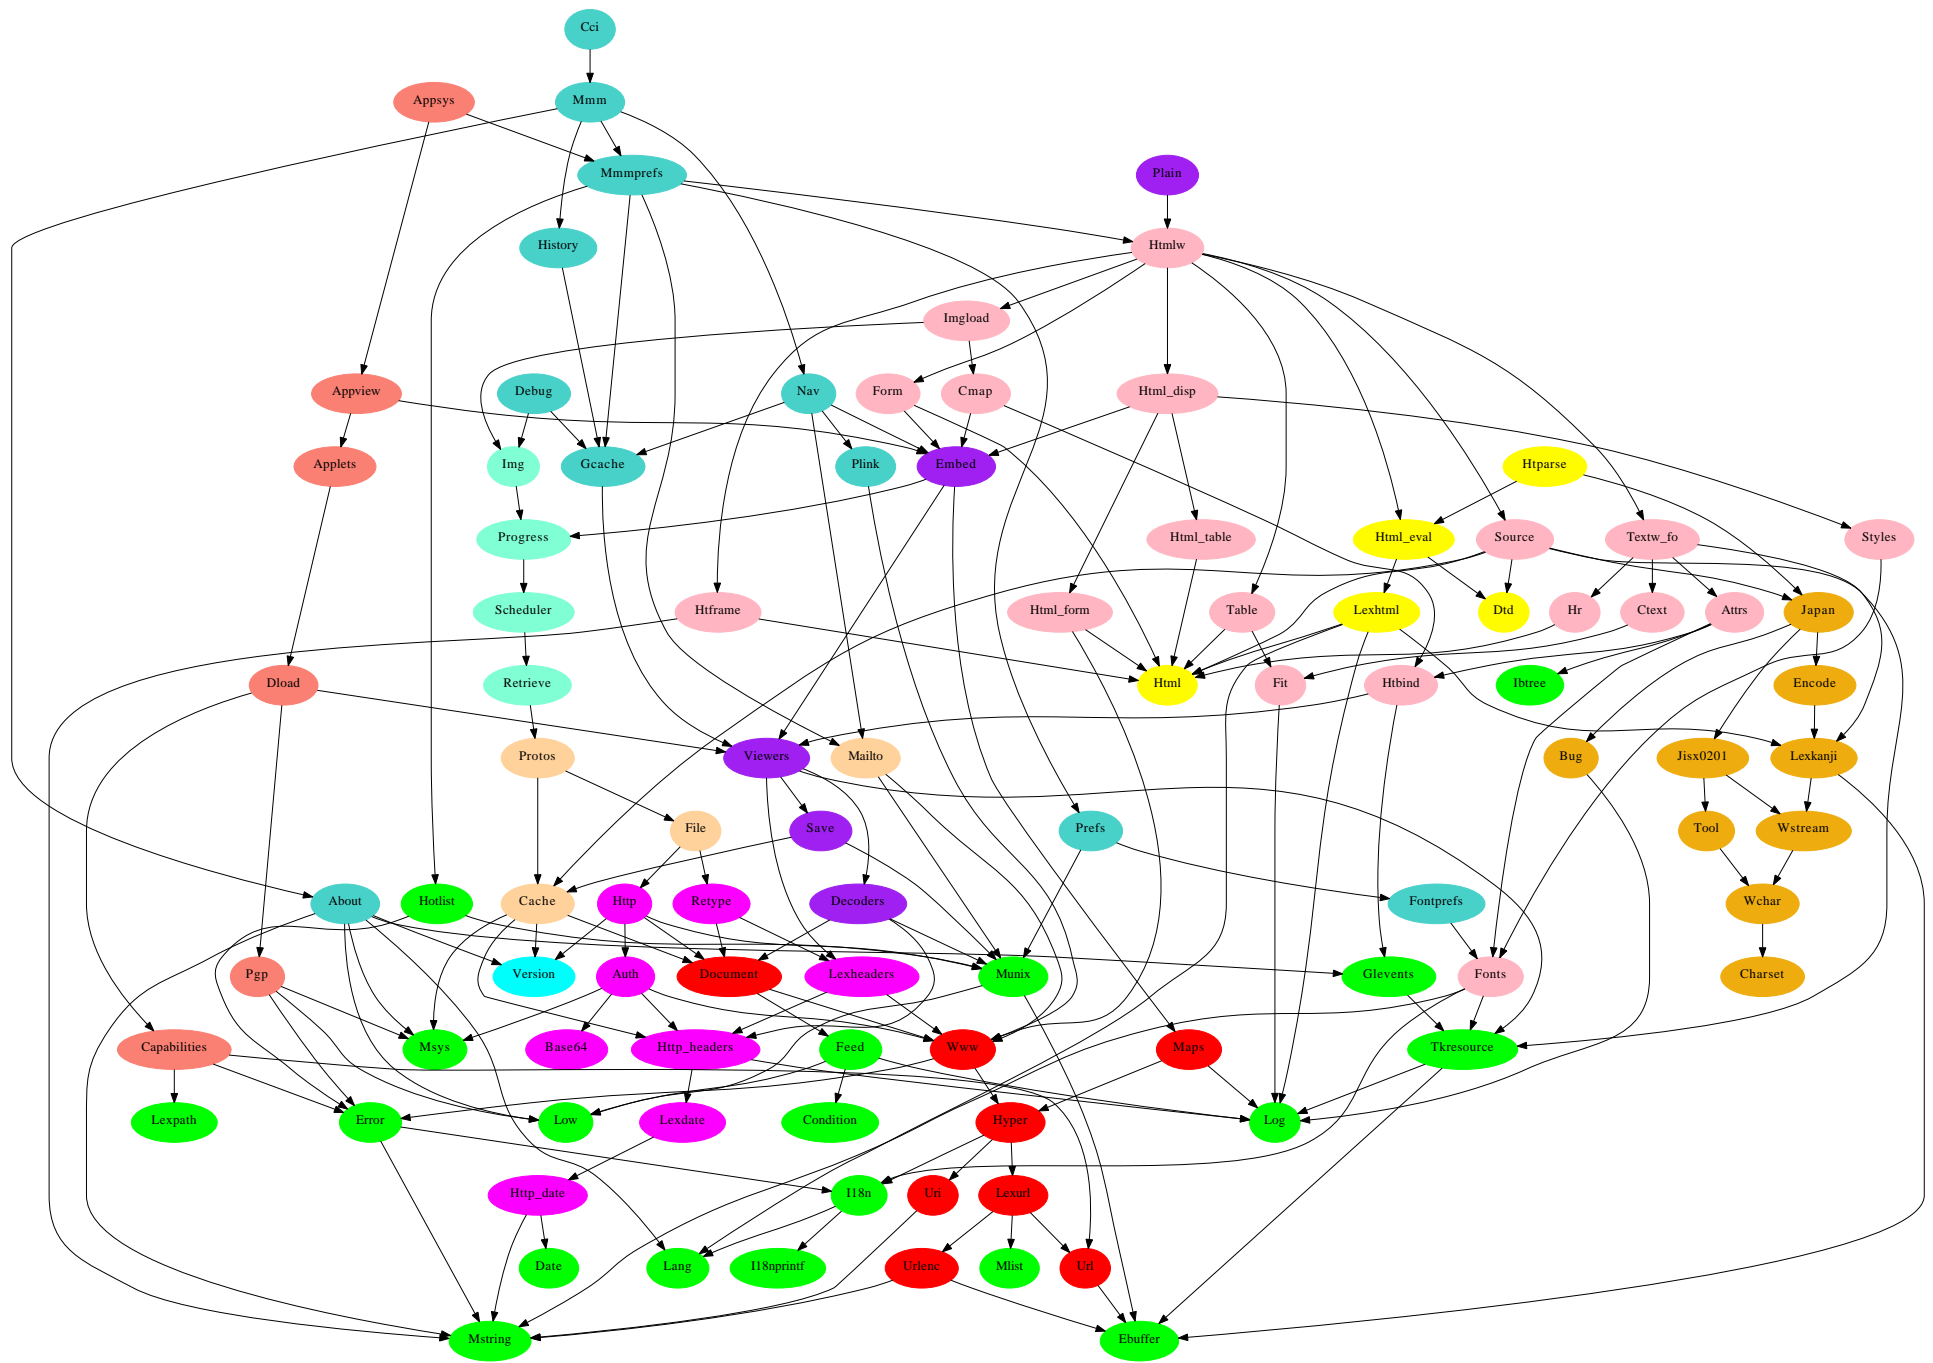 Cci
Appsys
Mmm
Mmmprefs
Plain
History
Htmlw
Imgload
Appview
Debug
Nav
Form
Cmap
Html_disp
Applets
Img
Gcache
Plink
Embed
Htparse
Progress
Html_table
Html_eval
Source
Textw_fo
Styles
Scheduler
Htframe
Html_form
Table
Lexhtml
Dtd
Hr
Ctext
Attrs
Japan
Dload
Retrieve
Html
Fit
Htbind
Ibtree
Encode
Protos
Viewers
Mailto
Bug
Jisx0201
Lexkanji
File
Save
Prefs
Tool
Wstream
About
Hotlist
Cache
Http
Retype
Decoders
Fontprefs
Wchar
Pgp
Version
Auth
Document
Lexheaders
Munix
Glevents
Fonts
Charset
Capabilities
Msys
Base64
Http_headers
Feed
Www
Maps
Tkresource
Lexpath
Error
Low
Lexdate
Condition
Hyper
Log
Http_date
I18n
Uri
Lexurl
Date
Lang
I18nprintf
Urlenc
Mlist
Url
Mstring
Ebuffer